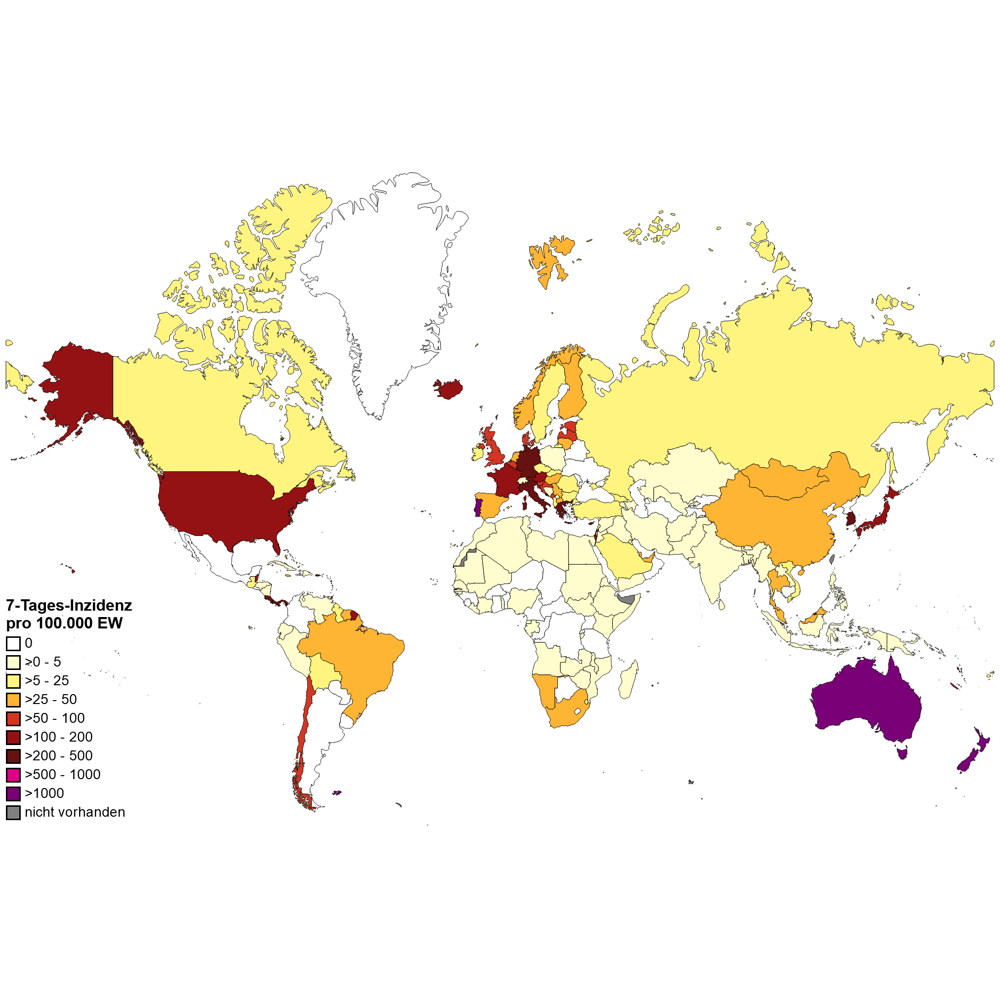 7-Tages-Inzidenz
pro 100.000 EW
0
>0 - 5
>5 - 25
>25 - 50
>50 - 100
>100 - 200
>200 - 500
>500 - 1000
>1000
nicht vorhanden